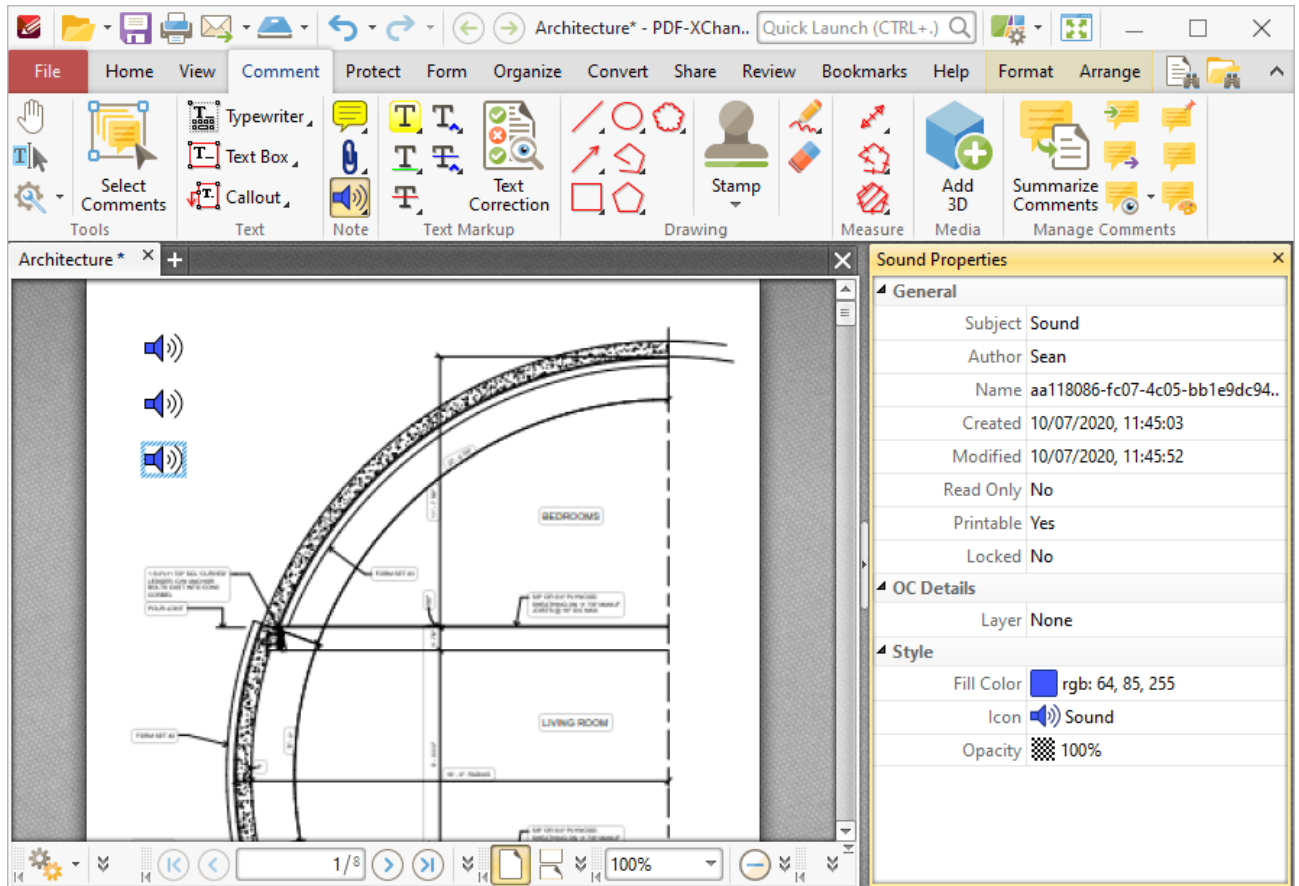 Architecture* - PDF-XChan..
Quick Launch (CTRL+.)
File Home View Comment Protect Form Organize Convert Share Review Bookmarks Help Format Arrange
Select Comments
Typewriter
Text Box
Callout
Text Correction
Stamp
Add 3D
Summarize Comments
Tools Text Note Text Markup Drawing Measure Media Manage Comments
Architecture *
Sound Properties
General
Subject Sound
Author Sean
Name aa118086-fc07-4c05-bb1e9dc94..
Created 10/07/2020, 11:45:03
Modified 10/07/2020, 11:45:52
Read Only No
Printable Yes
Locked No
OC Details
Layer None
Style
Fill Color rgb: 64, 85, 255
Icon Sound
Opacity 100%
BEDROOMS
FORM SET #3
POUR JOINT
LIVING ROOM
1/8
100%